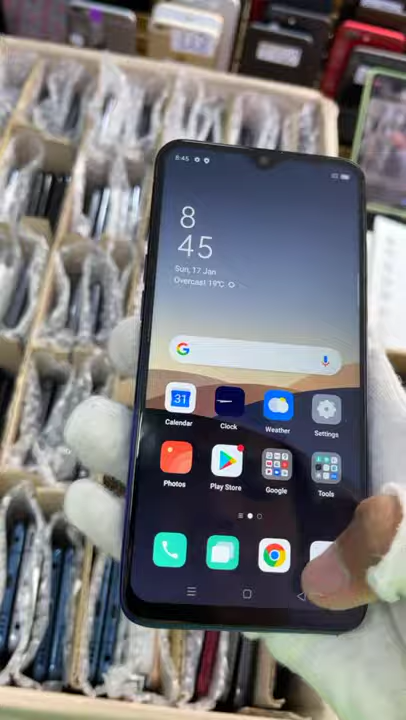 8:45
8
45
Sun, 17 Jan
Overcast 19°C
G
31
Calendar
Clock
Weather
Settings
Photos
Play Store
Google
Tools